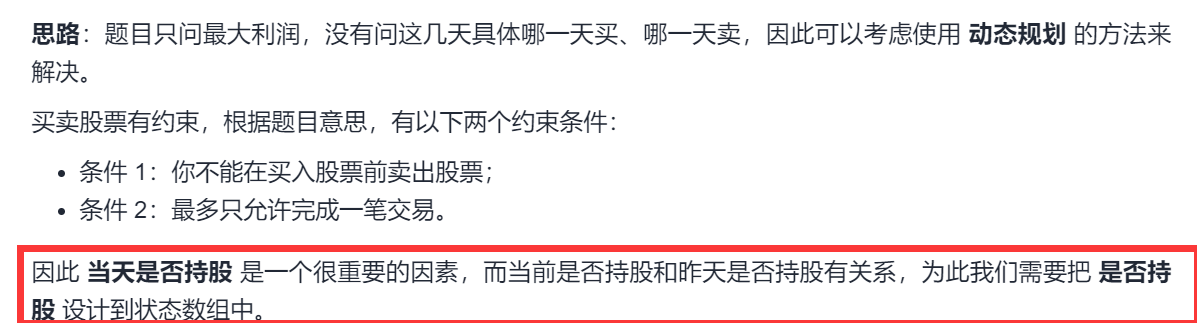 思路：题目只问最大利润，没有问这几天具体哪一天买、哪一天卖，因此可以考虑使用 动态规划 的方法来
解决。
买卖股票有约束，根据题目意思，有以下两个约束条件：
• 条件 1：你不能在买入股票前卖出股票；
• 条件 2：最多只允许完成一笔交易。
因此 当天是否持股 是一个很重要的因素，而当前是否持股和昨天是否持股有关系，为此我们需要把 是否持
股 设计到状态数组中。